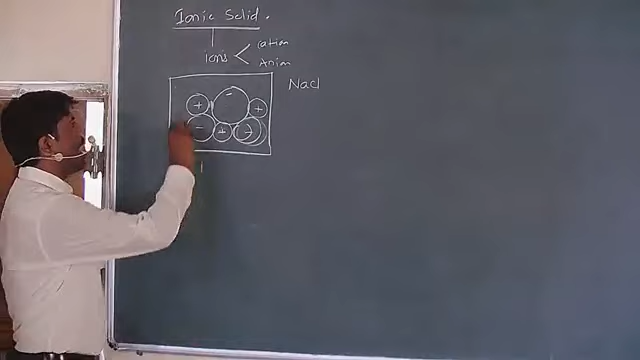 Ionic Solid.
ions < Cation
Anion
NaCl
+ - +
- + -